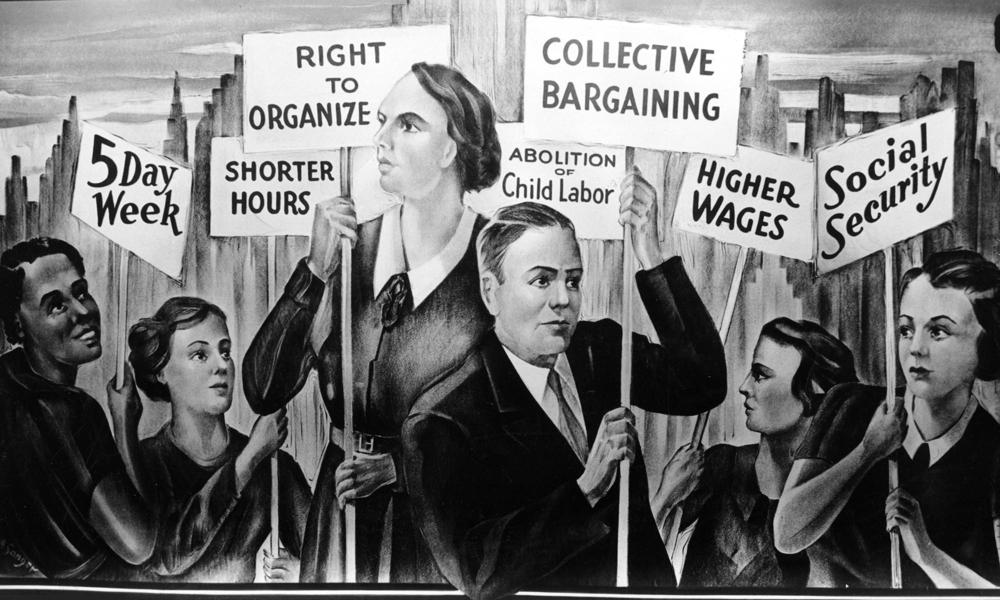 RIGHT
TO
ORGANIZE
COLLECTIVE
BARGAINING
5 Day
Week
SHORTER
HOURS
ABOLITION
OF
Child Labor
HIGHER
WAGES
Social
Security